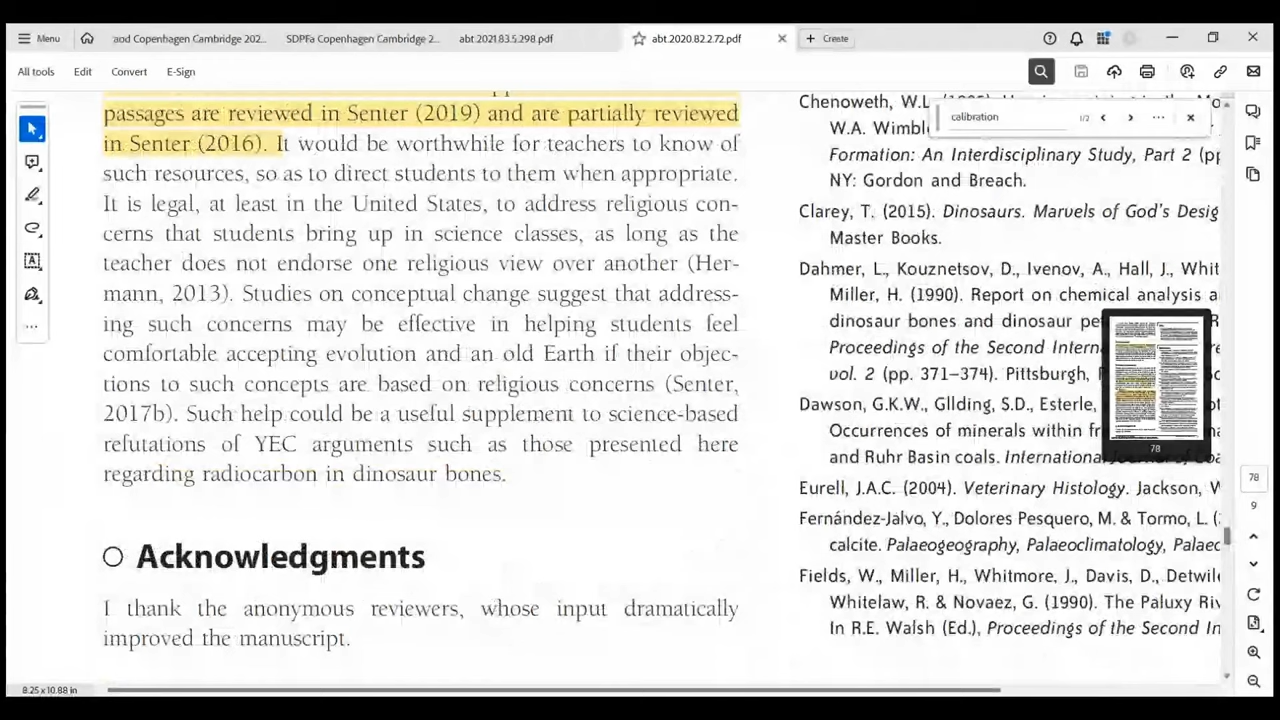 Menu
aod Copenhagen Cambridge 202...
SDPFa Copenhagen Cambridge 2...
abt.2021.83.5.298.pdf
abt.2020.82.2.72.pdf
Create
All tools Edit Convert E-Sign
calibration 1/2
passages are reviewed in Senter (2019) and are partially reviewed
in Senter (2016). It would be worthwhile for teachers to know of
such resources, so as to direct students to them when appropriate.
It is legal, at least in the United States, to address religious con-
cerns that students bring up in science classes, as long as the
teacher does not endorse one religious view over another (Her-
mann, 2013). Studies on conceptual change suggest that address-
ing such concerns may be effective in helping students feel
comfortable accepting evolution and an old Earth if their objec-
tions to such concepts are based on religious concerns (Senter,
2017b). Such help could be a useful supplement to science-based
refutations of YEC arguments such as those presented here
regarding radiocarbon in dinosaur bones.
Acknowledgments
I thank the anonymous reviewers, whose input dramatically
improved the manuscript.
Chenoweth, W.L.
W.A. Wimbl
Formation: An Interdisciplinary Study, Part 2 (pp
NY: Gordon and Breach.
Clarey, T. (2015). Dinosaurs. Marvels of God's Desig
Master Books.
Dahmer, L., Kouznetsov, D., Ivenov, A., Hall, J., Whit
Miller, H. (1990). Report on chemical analysis a
dinosaur bones and dinosaur pe
Proceedings of the Second Intern
vol. 2 (pp. 371–374). Pittsburgh,
Dawson, G.K.W., Gllding, S.D., Esterle,
Occurrences of minerals within fr
and Ruhr Basin coals. International
Eurell, J.A.C. (2004). Veterinary Histology. Jackson, W
Fernández-Jalvo, Y., Dolores Pesquero, M. & Tormo, L. (
calcite. Palaeogeography, Palaeoclimatology, Palaeo
Fields, W., Miller, H., Whitmore, J., Davis, D., Detwile
Whitelaw, R. & Novaez, G. (1990). The Paluxy Riv
In R.E. Walsh (Ed.), Proceedings of the Second In
78
78
9
8.25 x 10.88 in